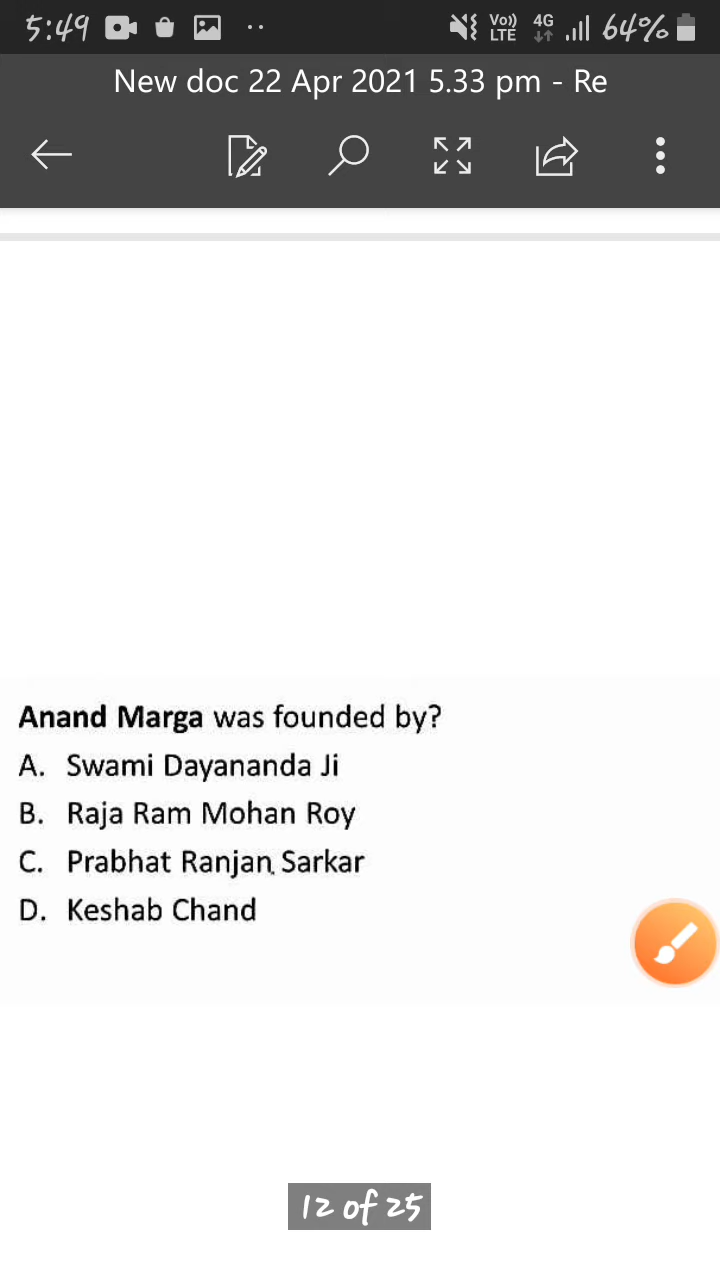 5:49 Vo)) LTE 4G 64%
New doc 22 Apr 2021 5.33 pm - Re
Anand Marga was founded by?
A. Swami Dayananda Ji
B. Raja Ram Mohan Roy
C. Prabhat Ranjan Sarkar
D. Keshab Chand
12 of 25